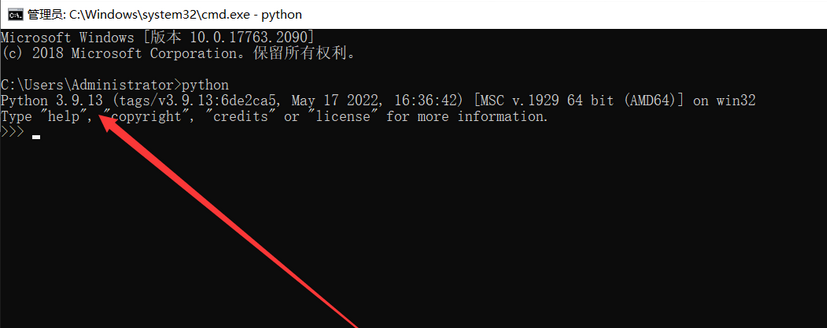 管理员: C:\Windows\system32\cmd.exe - python
Microsoft Windows [版本 10.0.17763.2090]
(c) 2018 Microsoft Corporation。保留所有权利。
C:\Users\Administrator>python
Python 3.9.13 (tags/v3.9.13:6de2ca5, May 17 2022, 16:36:42) [MSC v.1929 64 bit (AMD64)] on win32
Type "help", "copyright", "credits" or "license" for more information.
>>>